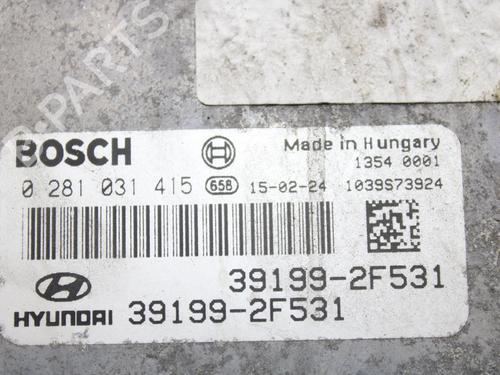 BOSCH
Made in Hungary
1354 0001
0 281 031 415 658 15-02-24 1039S73924
39199-2F531
HYUNDAI 39199-2F531